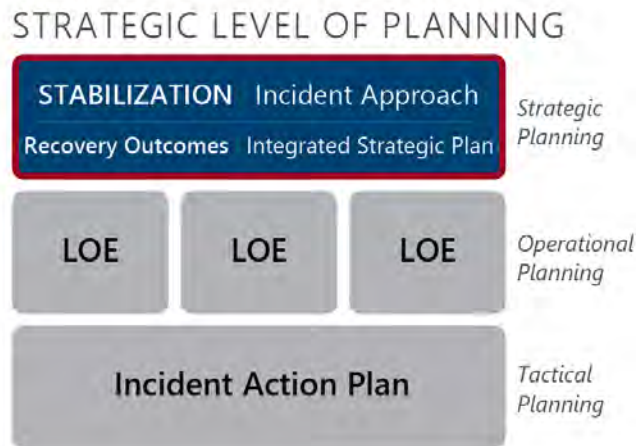 STRATEGIC LEVEL OF PLANNING
STABILIZATION Incident Approach
Recovery Outcomes Integrated Strategic Plan
Strategic
Planning
LOE LOE LOE
Operational
Planning
Incident Action Plan
Tactical
Planning